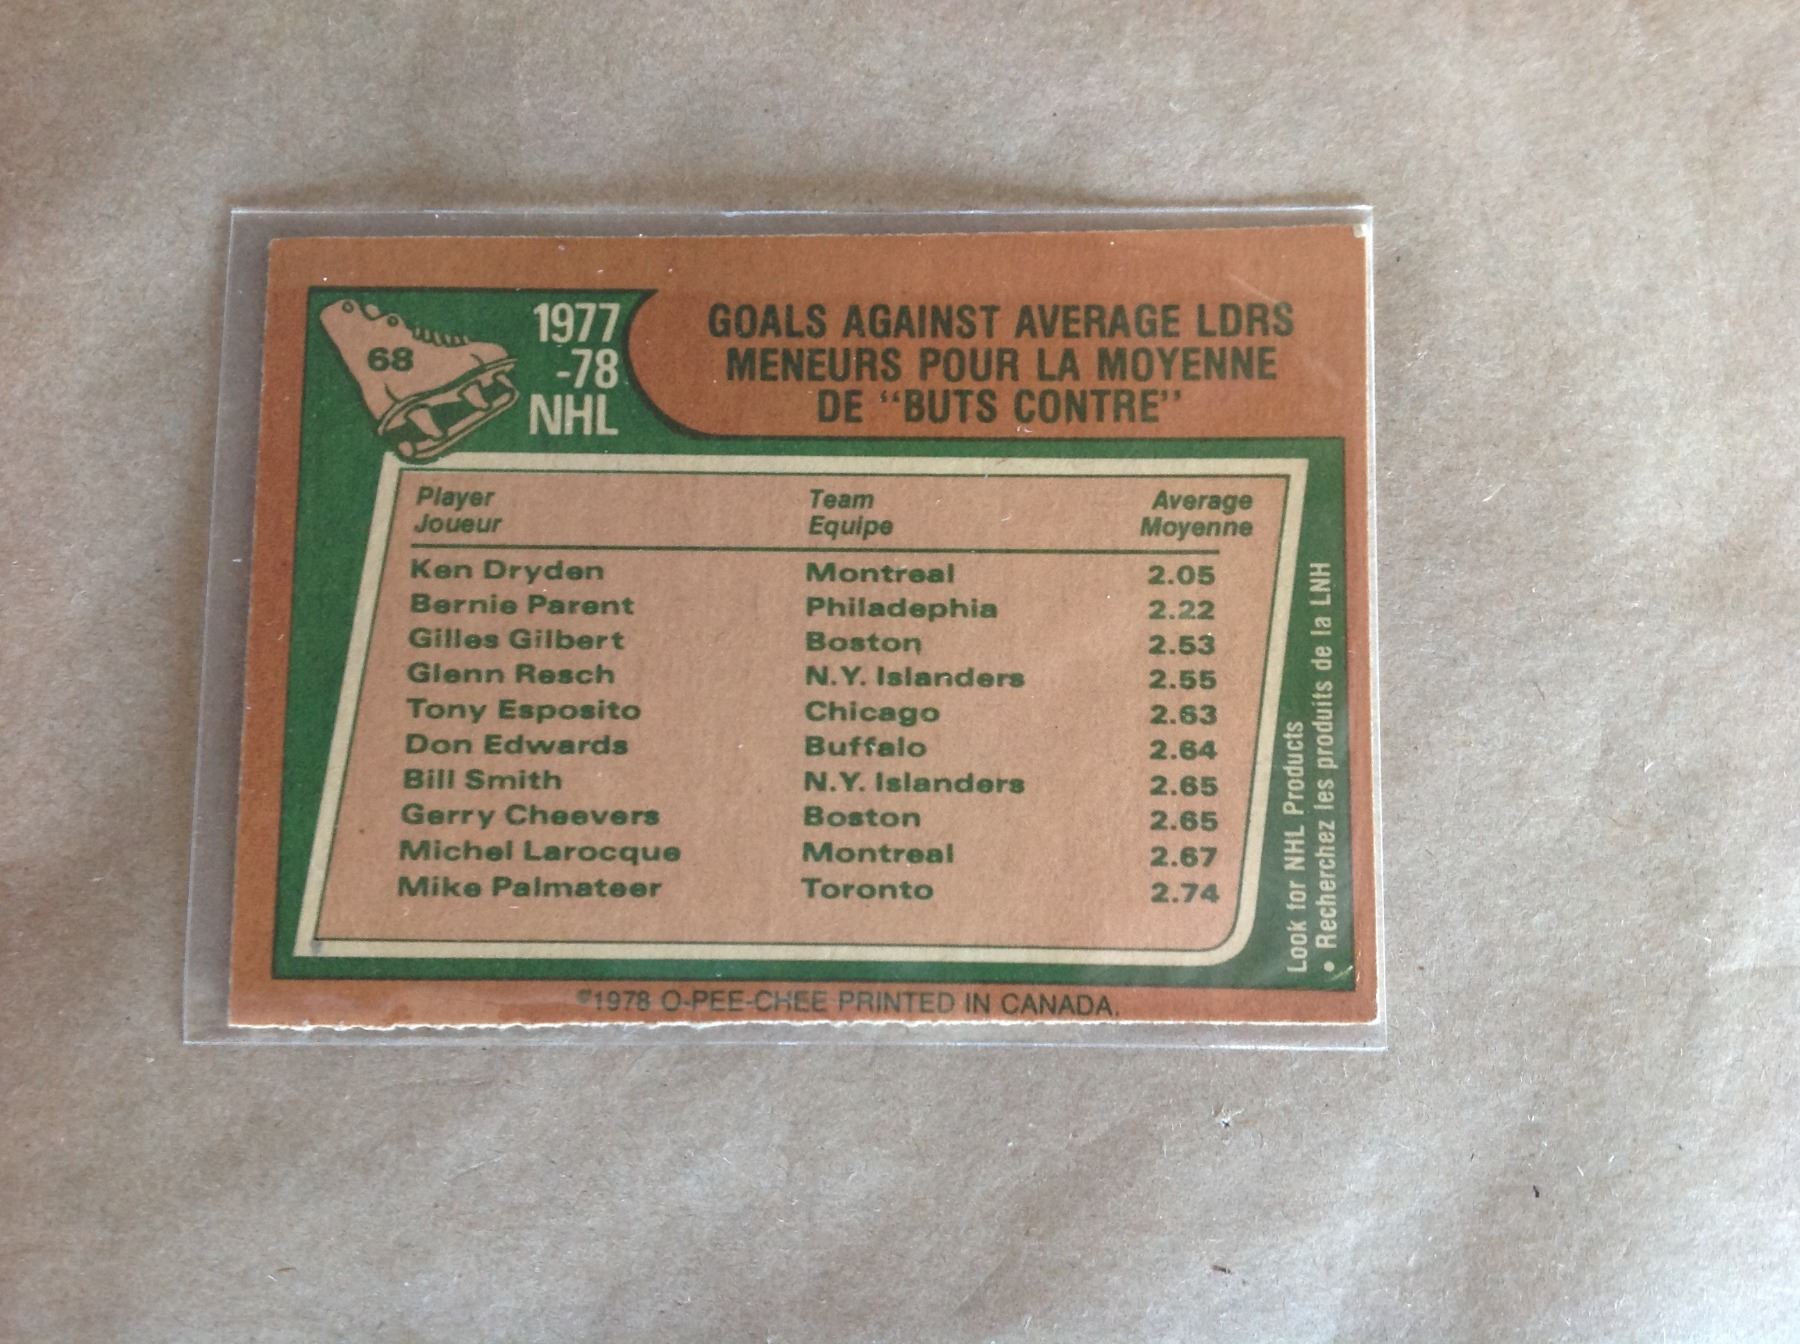 68
1977
-78
NHL
GOALS AGAINST AVERAGE LDRS
MENEURS POUR LA MOYENNE
DE "BUTS CONTRE"
Player Team Average
Joueur Equipe Moyenne
Ken Dryden Montreal 2.05
Bernie Parent Philadephia 2.22
Gilles Gilbert Boston 2.53
Glenn Resch N.Y. Islanders 2.55
Tony Esposito Chicago 2.63
Don Edwards Buffalo 2.64
Bill Smith N.Y. Islanders 2.65
Gerry Cheevers Boston 2.65
Michel Larocque Montreal 2.67
Mike Palmateer Toronto 2.74
Look for NHL Products
• Recherchez les produits de la LNH
©1978 O-PEE-CHEE PRINTED IN CANADA.